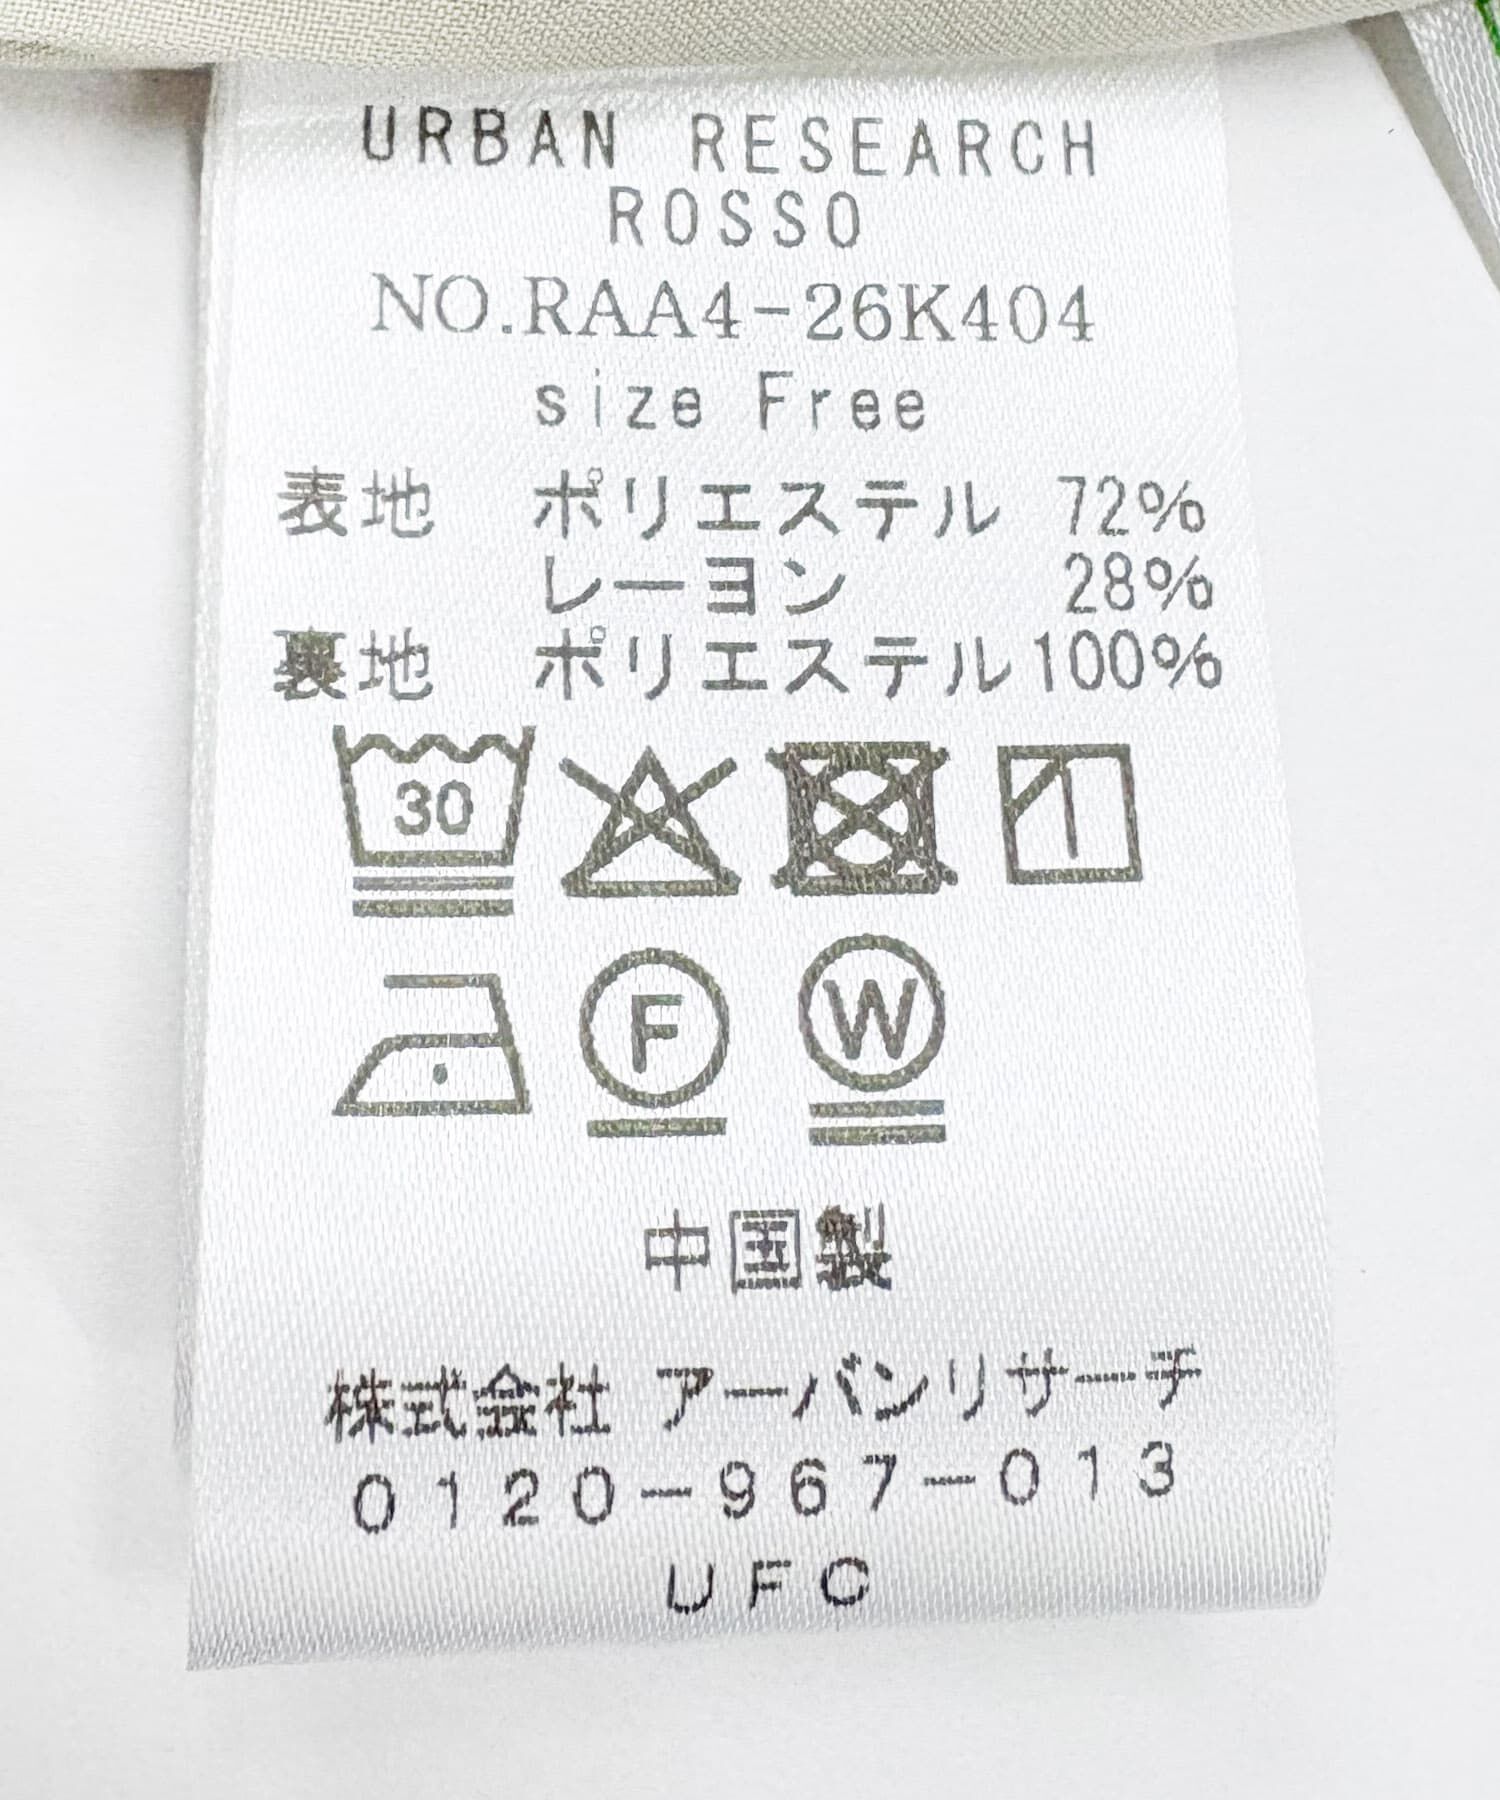 URBAN RESEARCH
ROSSO
NO.RAA4-26K404
size Free
表地 ポリエステル 72%
レーヨン 28%
裏地 ポリエステル100%
30
F W
中国製
株式会社 アーバンリサーチ
0120-967-013
UFC